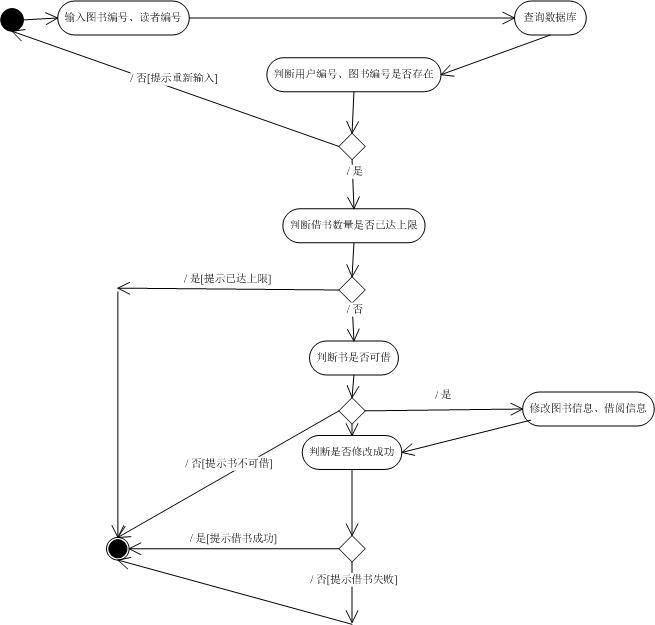 输入图书编号、读者编号
查询数据库
判断用户编号、图书编号是否存在
/ 否[提示重新输入]
/ 是
判断借书数量是否已达上限
/ 是[提示已达上限]
/ 否
判断书是否可借
/ 是
修改图书信息、借阅信息
判断是否修改成功
/ 否[提示书不可借]
/ 是[提示借书成功]
/ 否[提示借书失败]